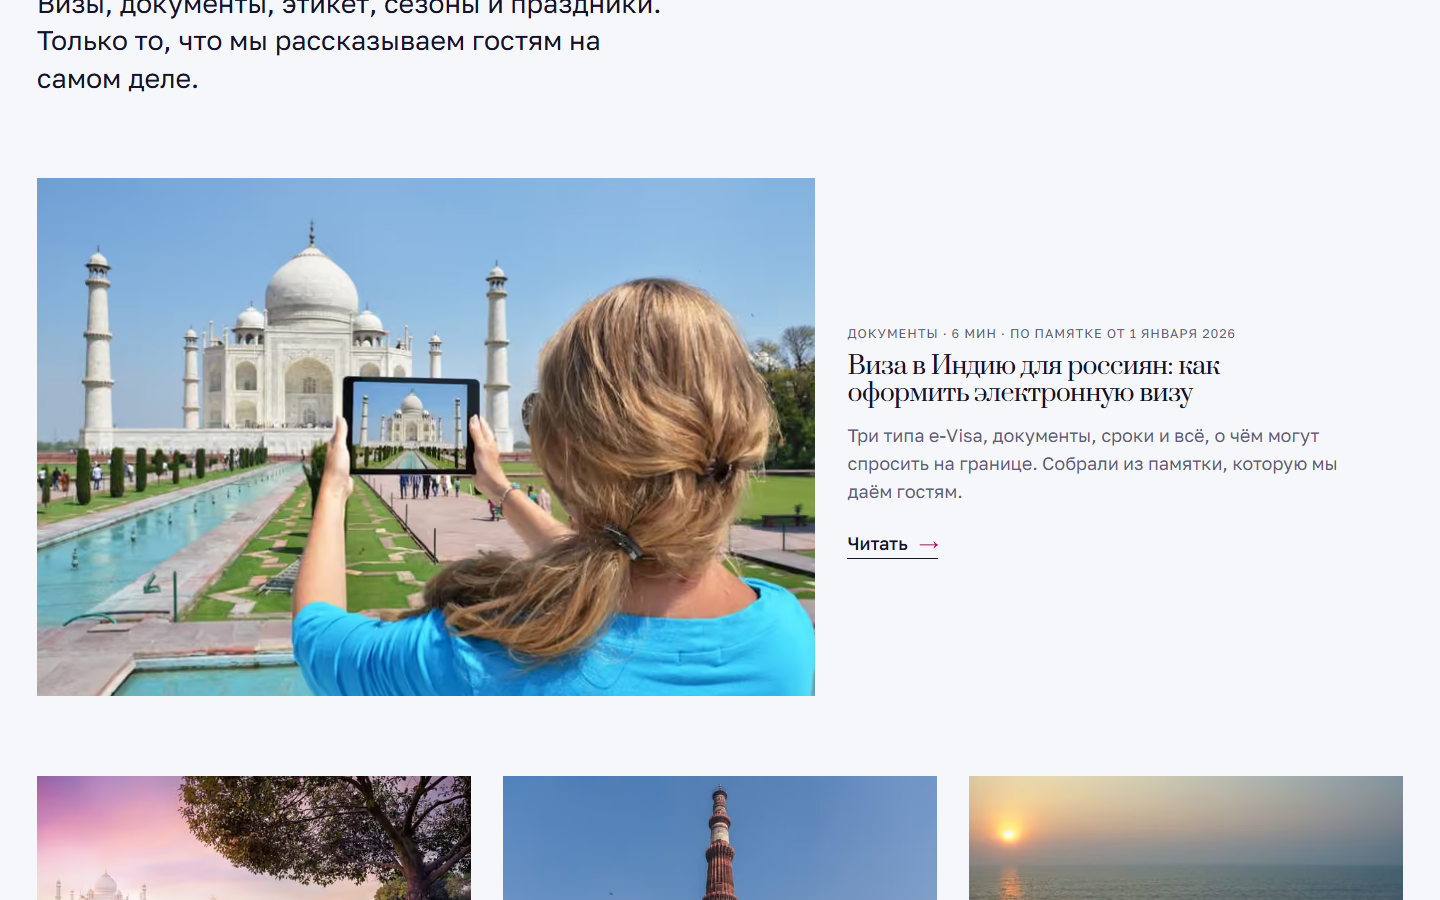 Визы, документы, этикет, сезоны и праздники.
Только то, что мы рассказываем гостям на
самом деле.
ДОКУМЕНТЫ · 6 МИН · ПО ПАМЯТКЕ ОТ 1 ЯНВАРЯ 2026
Виза в Индию для россиян: как
оформить электронную визу
Три типа e-Visa, документы, сроки и всё, о чём могут
спросить на границе. Собрали из памятки, которую мы
даём гостям.
Читать →